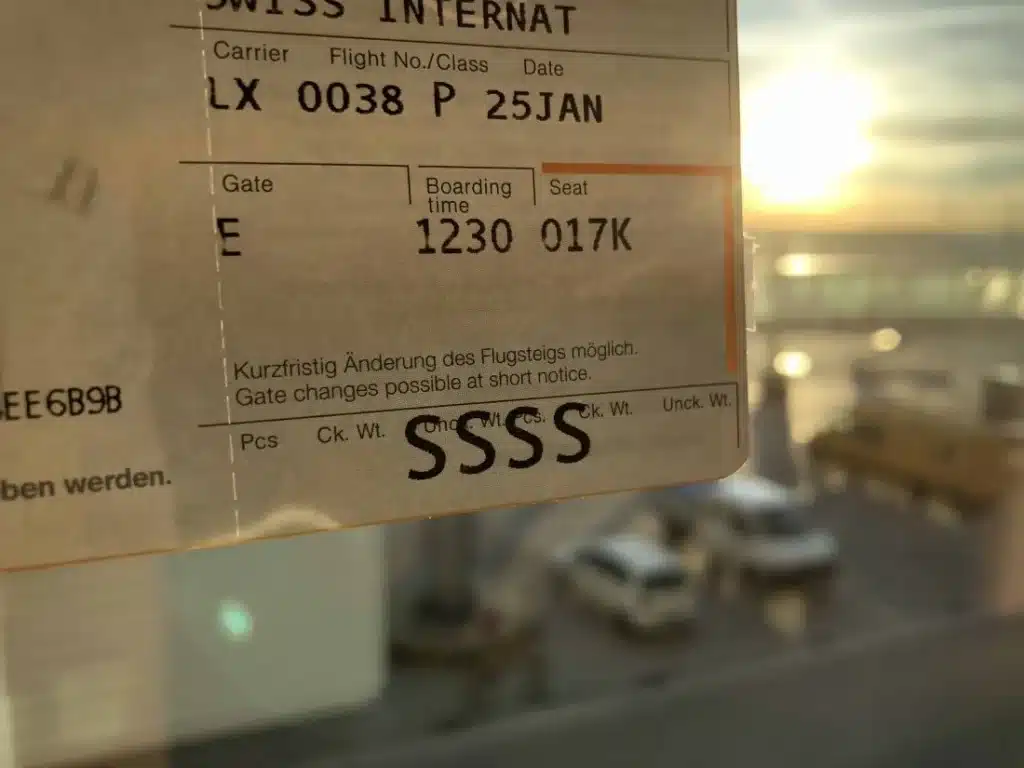 SWISS INTERNAT
Carrier Flight No./Class Date
LX 0038 P 25JAN
Gate Boarding time Seat
E 1230 017K
Kurzfristig Änderung des Flugsteigs möglich.
Gate changes possible at short notice.
EE6B9B
Pcs Ck. Wt. Unck. Wt. Pcs. Ck. Wt. Unck. Wt.
SSSS
ben werden.